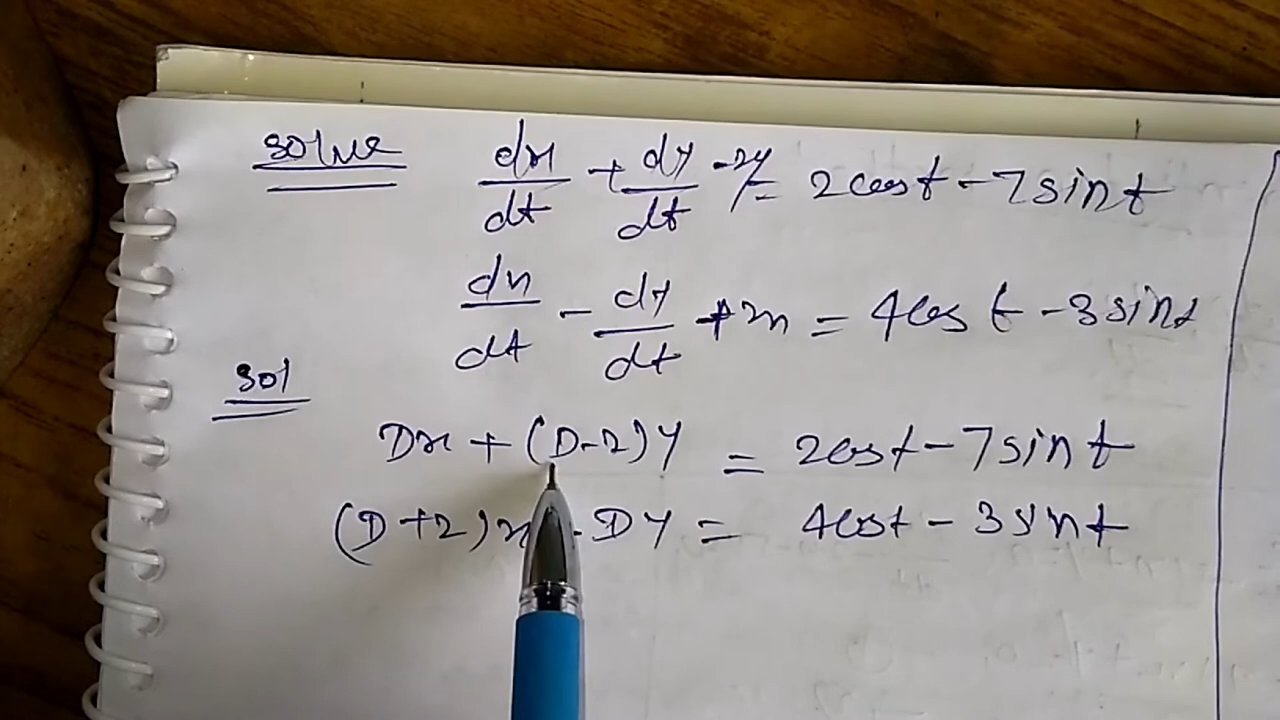 solve dx/dt + dy/dt - 2y = 2cost - 7sint
dx/dt - dy/dt + 2x = 4cost - 3sint
sol
Dx + (D-2)y = 2cost - 7sint
(D+2)x - Dy = 4cost - 3sint